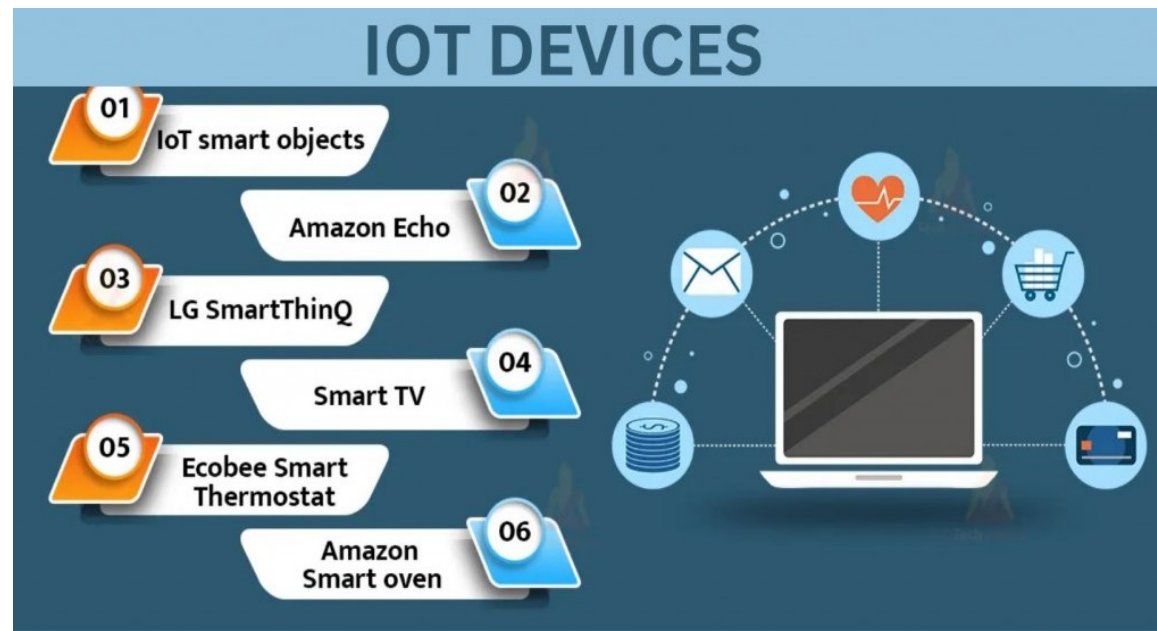 IOT DEVICES
01
IoT smart objects
02
Amazon Echo
03
LG SmartThinQ
04
Smart TV
05
Ecobee Smart
Thermostat
06
Amazon
Smart oven